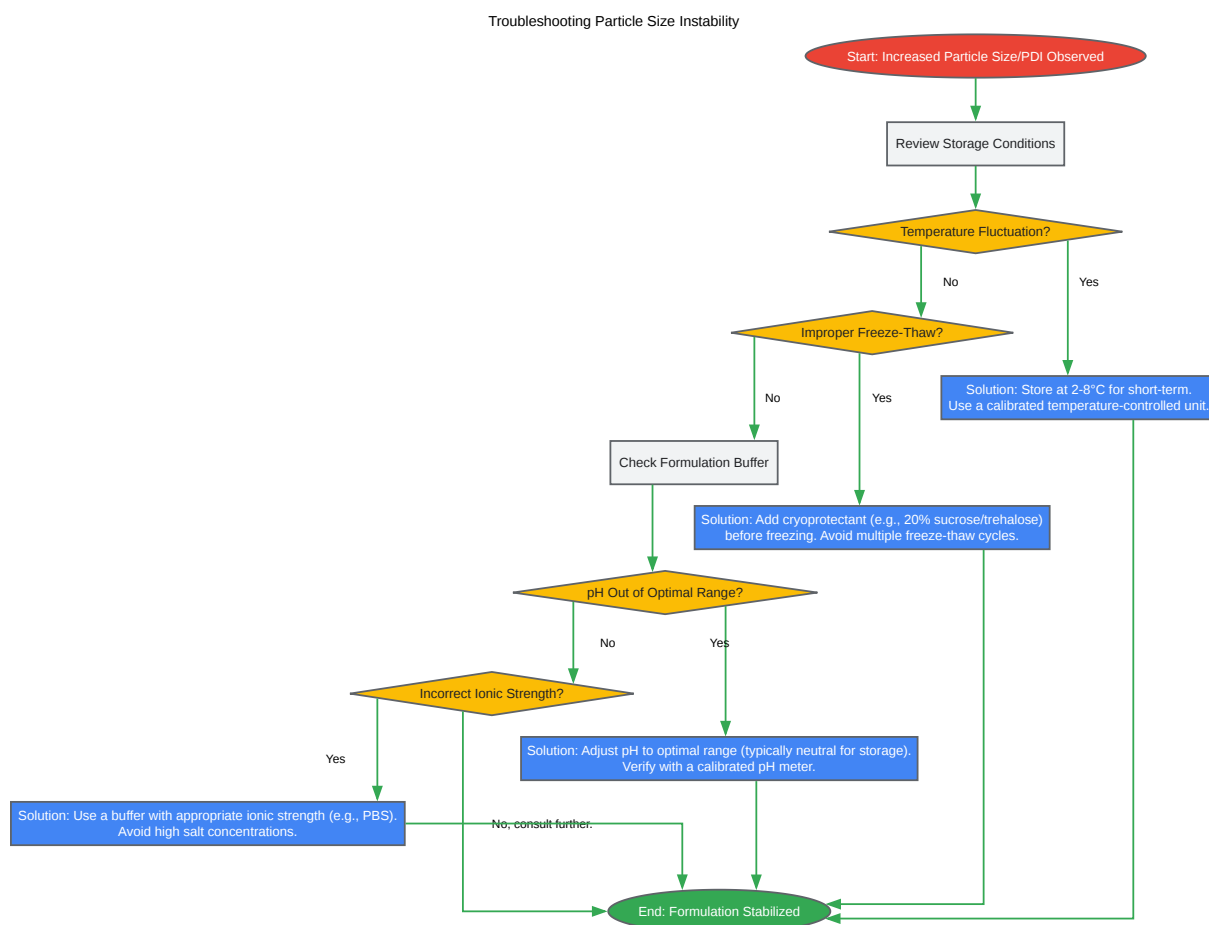 Troubleshooting Particle Size Instability
Start: Increased Particle Size/PDI Observed
Review Storage Conditions
Temperature Fluctuation?
No
Yes
Improper Freeze-Thaw?
Solution: Store at 2-8°C for short-term.
Use a calibrated temperature-controlled unit.
No
Yes
Check Formulation Buffer
Solution: Add cryoprotectant (e.g., 20% sucrose/trehalose)
before freezing. Avoid multiple freeze-thaw cycles.
pH Out of Optimal Range?
No
Yes
Incorrect Ionic Strength?
Solution: Adjust pH to optimal range (typically neutral for storage).
Verify with a calibrated pH meter.
Yes
Solution: Use a buffer with appropriate ionic strength (e.g., PBS).
Avoid high salt concentrations.
No, consult further.
End: Formulation Stabilized